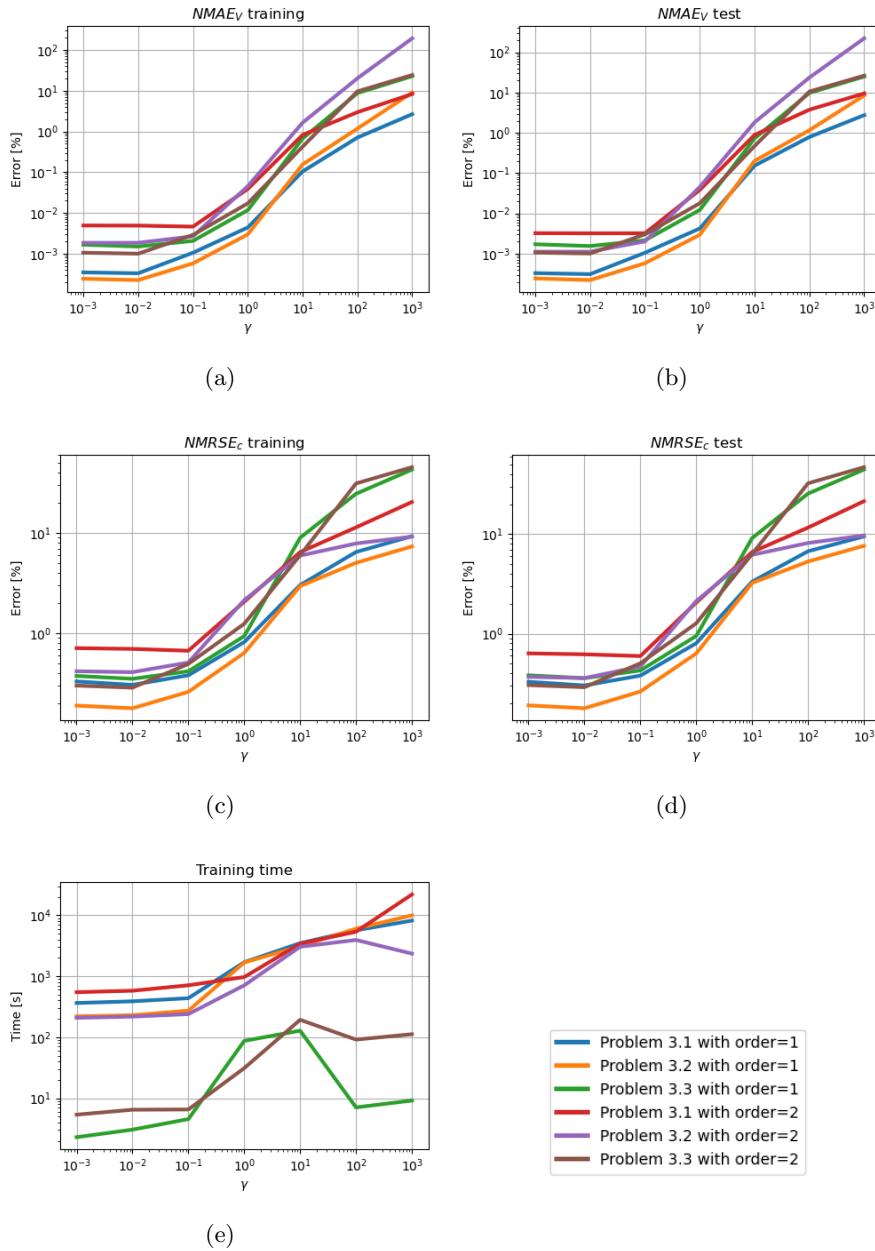 NMAE_V training
Error [%]
10^2
10^1
10^0
10^-1
10^-2
10^-3
10^-3 10^-2 10^-1 10^0 10^1 10^2 10^3
γ
(a)
NMAE_V test
Error [%]
10^2
10^1
10^0
10^-1
10^-2
10^-3
10^-3 10^-2 10^-1 10^0 10^1 10^2 10^3
γ
(b)
NMRSE_c training
Error [%]
10^1
10^0
10^-3 10^-2 10^-1 10^0 10^1 10^2 10^3
γ
(c)
NMRSE_c test
Error [%]
10^1
10^0
10^-3 10^-2 10^-1 10^0 10^1 10^2 10^3
γ
(d)
Training time
Time [s]
10^4
10^3
10^2
10^1
10^-3 10^-2 10^-1 10^0 10^1 10^2 10^3
γ
(e)
Problem 3.1 with order=1
Problem 3.2 with order=1
Problem 3.3 with order=1
Problem 3.1 with order=2
Problem 3.2 with order=2
Problem 3.3 with order=2